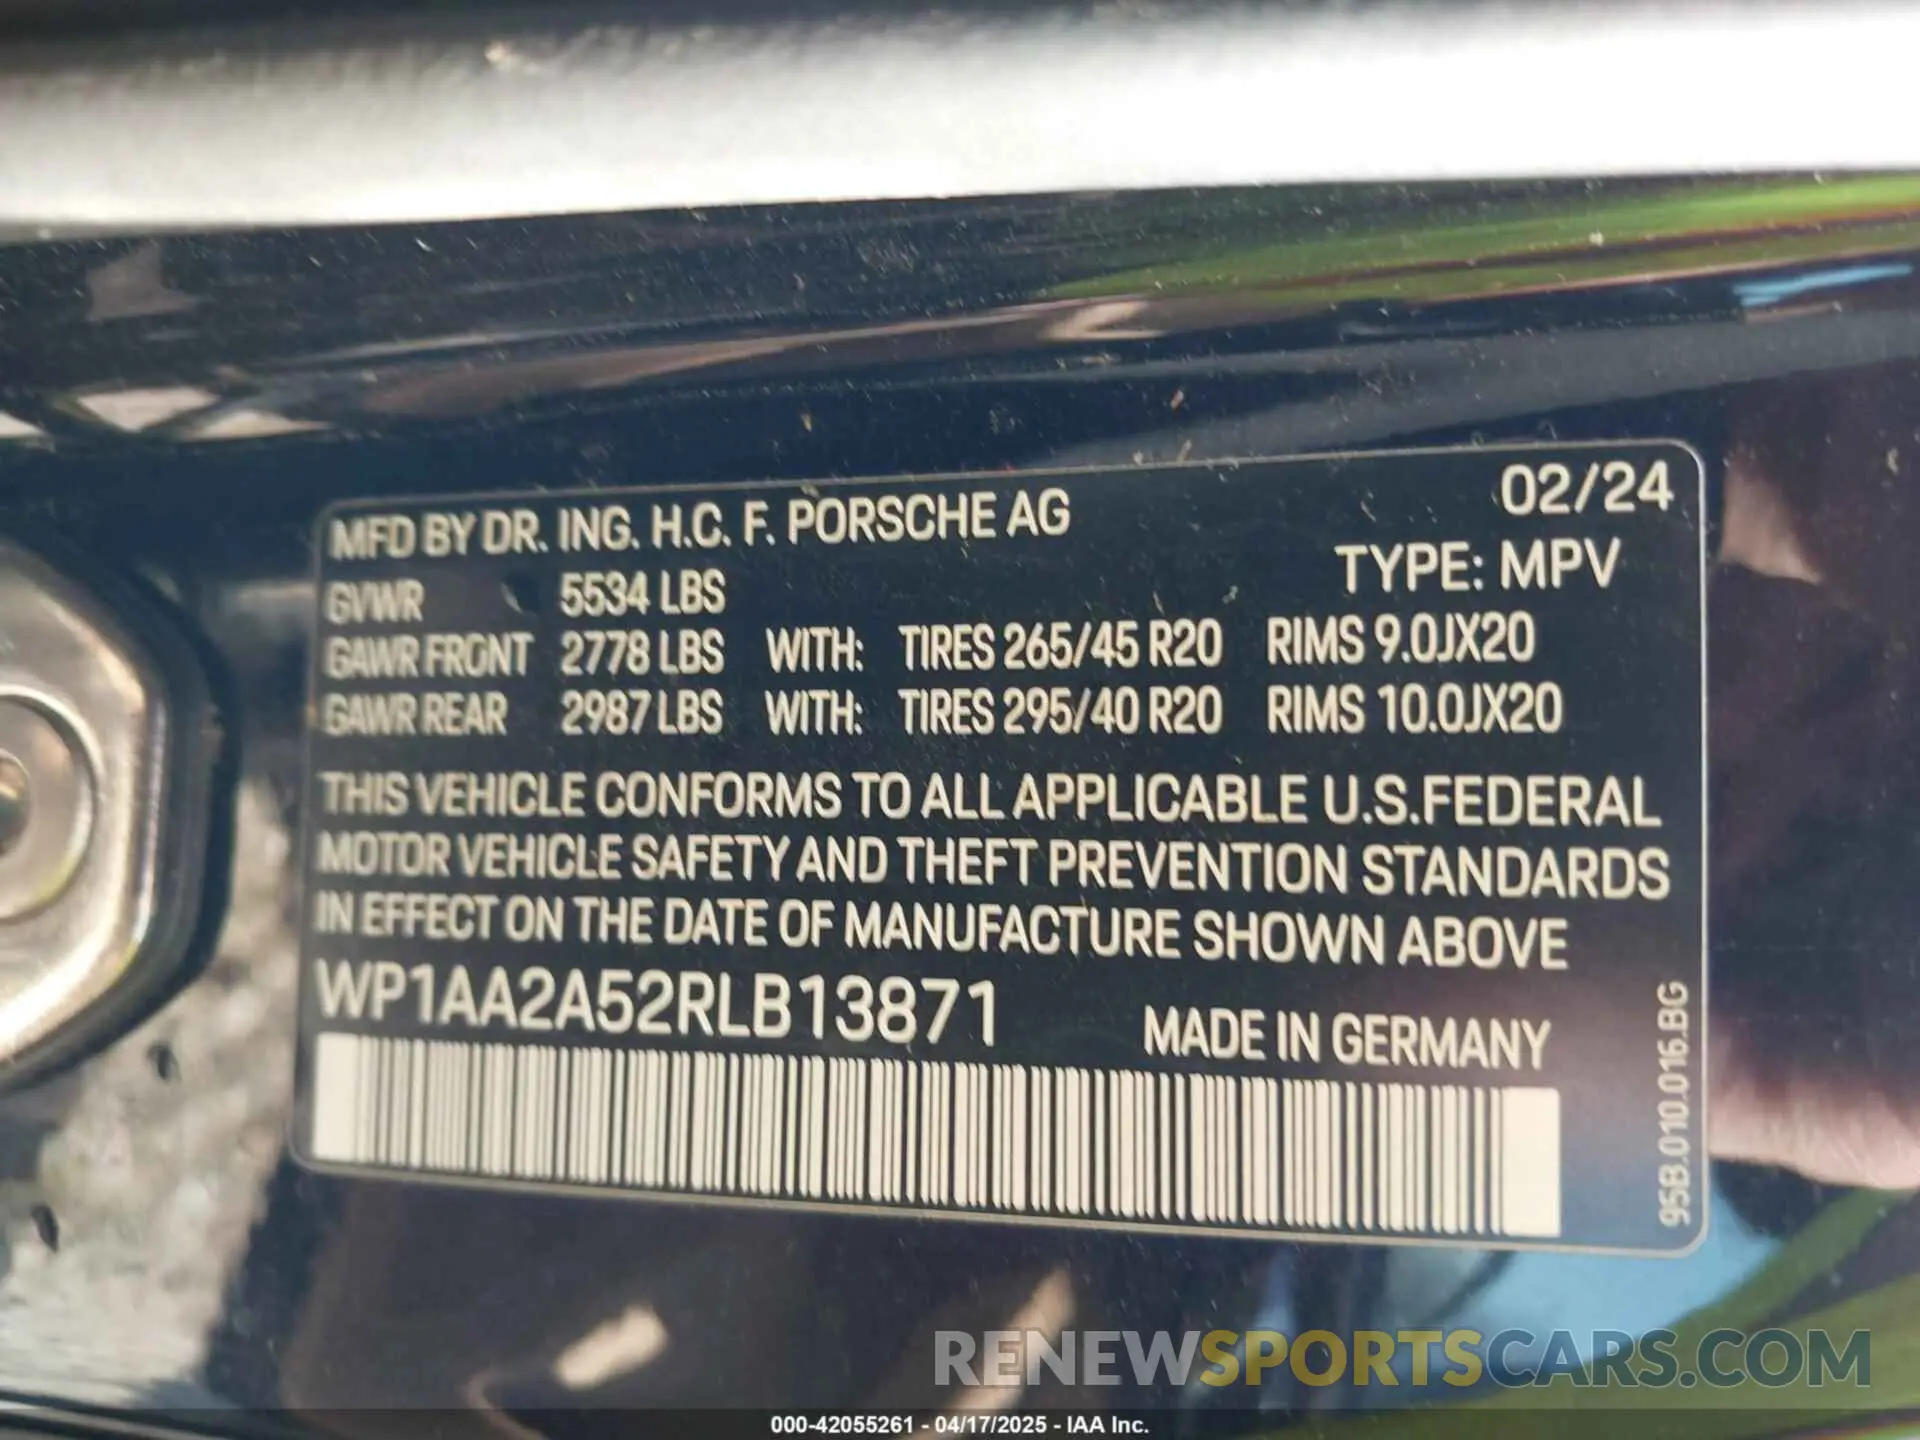 MFD BY DR. ING. H.C. F. PORSCHE AG 02/24
TYPE: MPV
GVWR 5534 LBS
GAWR FRONT 2778 LBS WITH: TIRES 265/45 R20 RIMS 9.0JX20
GAWR REAR 2987 LBS WITH: TIRES 295/40 R20 RIMS 10.0JX20
THIS VEHICLE CONFORMS TO ALL APPLICABLE U.S.FEDERAL
MOTOR VEHICLE SAFETY AND THEFT PREVENTION STANDARDS
IN EFFECT ON THE DATE OF MANUFACTURE SHOWN ABOVE
WP1AA2A52RLB13871
MADE IN GERMANY
95B.010.016.BG
RENEWSPORTSCARS.COM
000-42055261 - 04/17/2025 - IAA Inc.